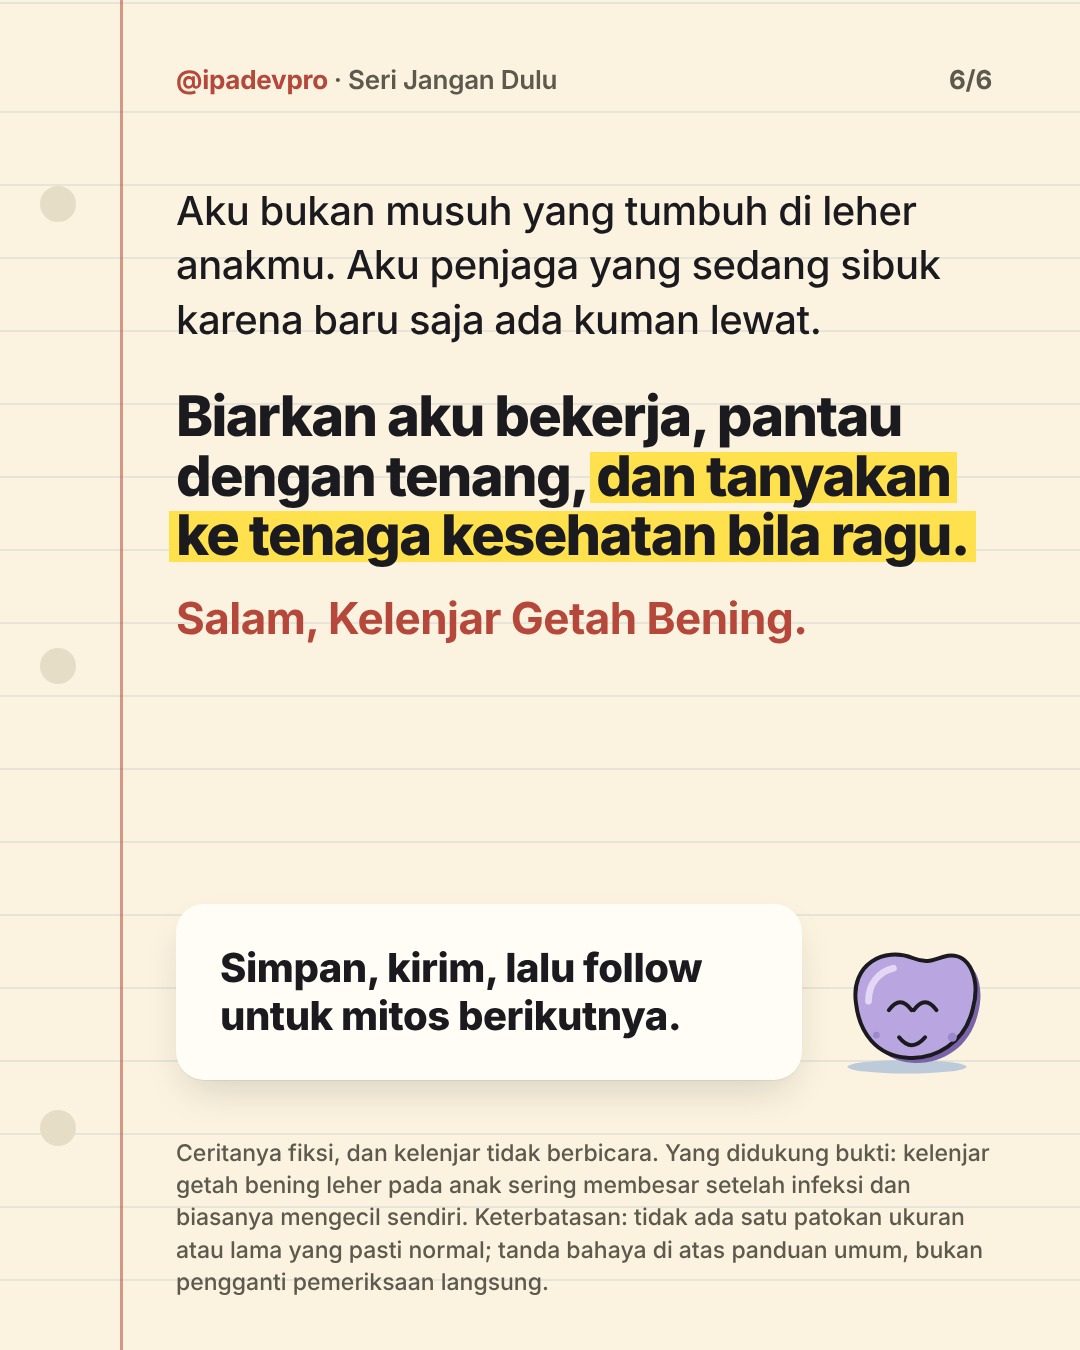 @ipadevpro · Seri Jangan Dulu
6/6
Aku bukan musuh yang tumbuh di leher
anakmu. Aku penjaga yang sedang sibuk
karena baru saja ada kuman lewat.
Biarkan aku bekerja, pantau
dengan tenang, dan tanyakan
ke tenaga kesehatan bila ragu.
Salam, Kelenjar Getah Bening.
Simpan, kirim, lalu follow
untuk mitos berikutnya.
Ceritanya fiksi, dan kelenjar tidak berbicara. Yang didukung bukti: kelenjar
getah bening leher pada anak sering membesar setelah infeksi dan
biasanya mengecil sendiri. Keterbatasan: tidak ada satu patokan ukuran
atau lama yang pasti normal; tanda bahaya di atas panduan umum, bukan
pengganti pemeriksaan langsung.